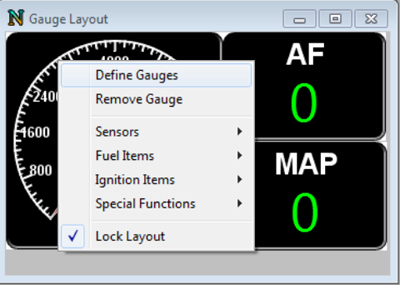 N Gauge Layout
4000
2400
1600
800
Define Gauges
Remove Gauge
Sensors
Fuel Items
Ignition Items
Special Functions
Lock Layout
AF
0
MAP
0